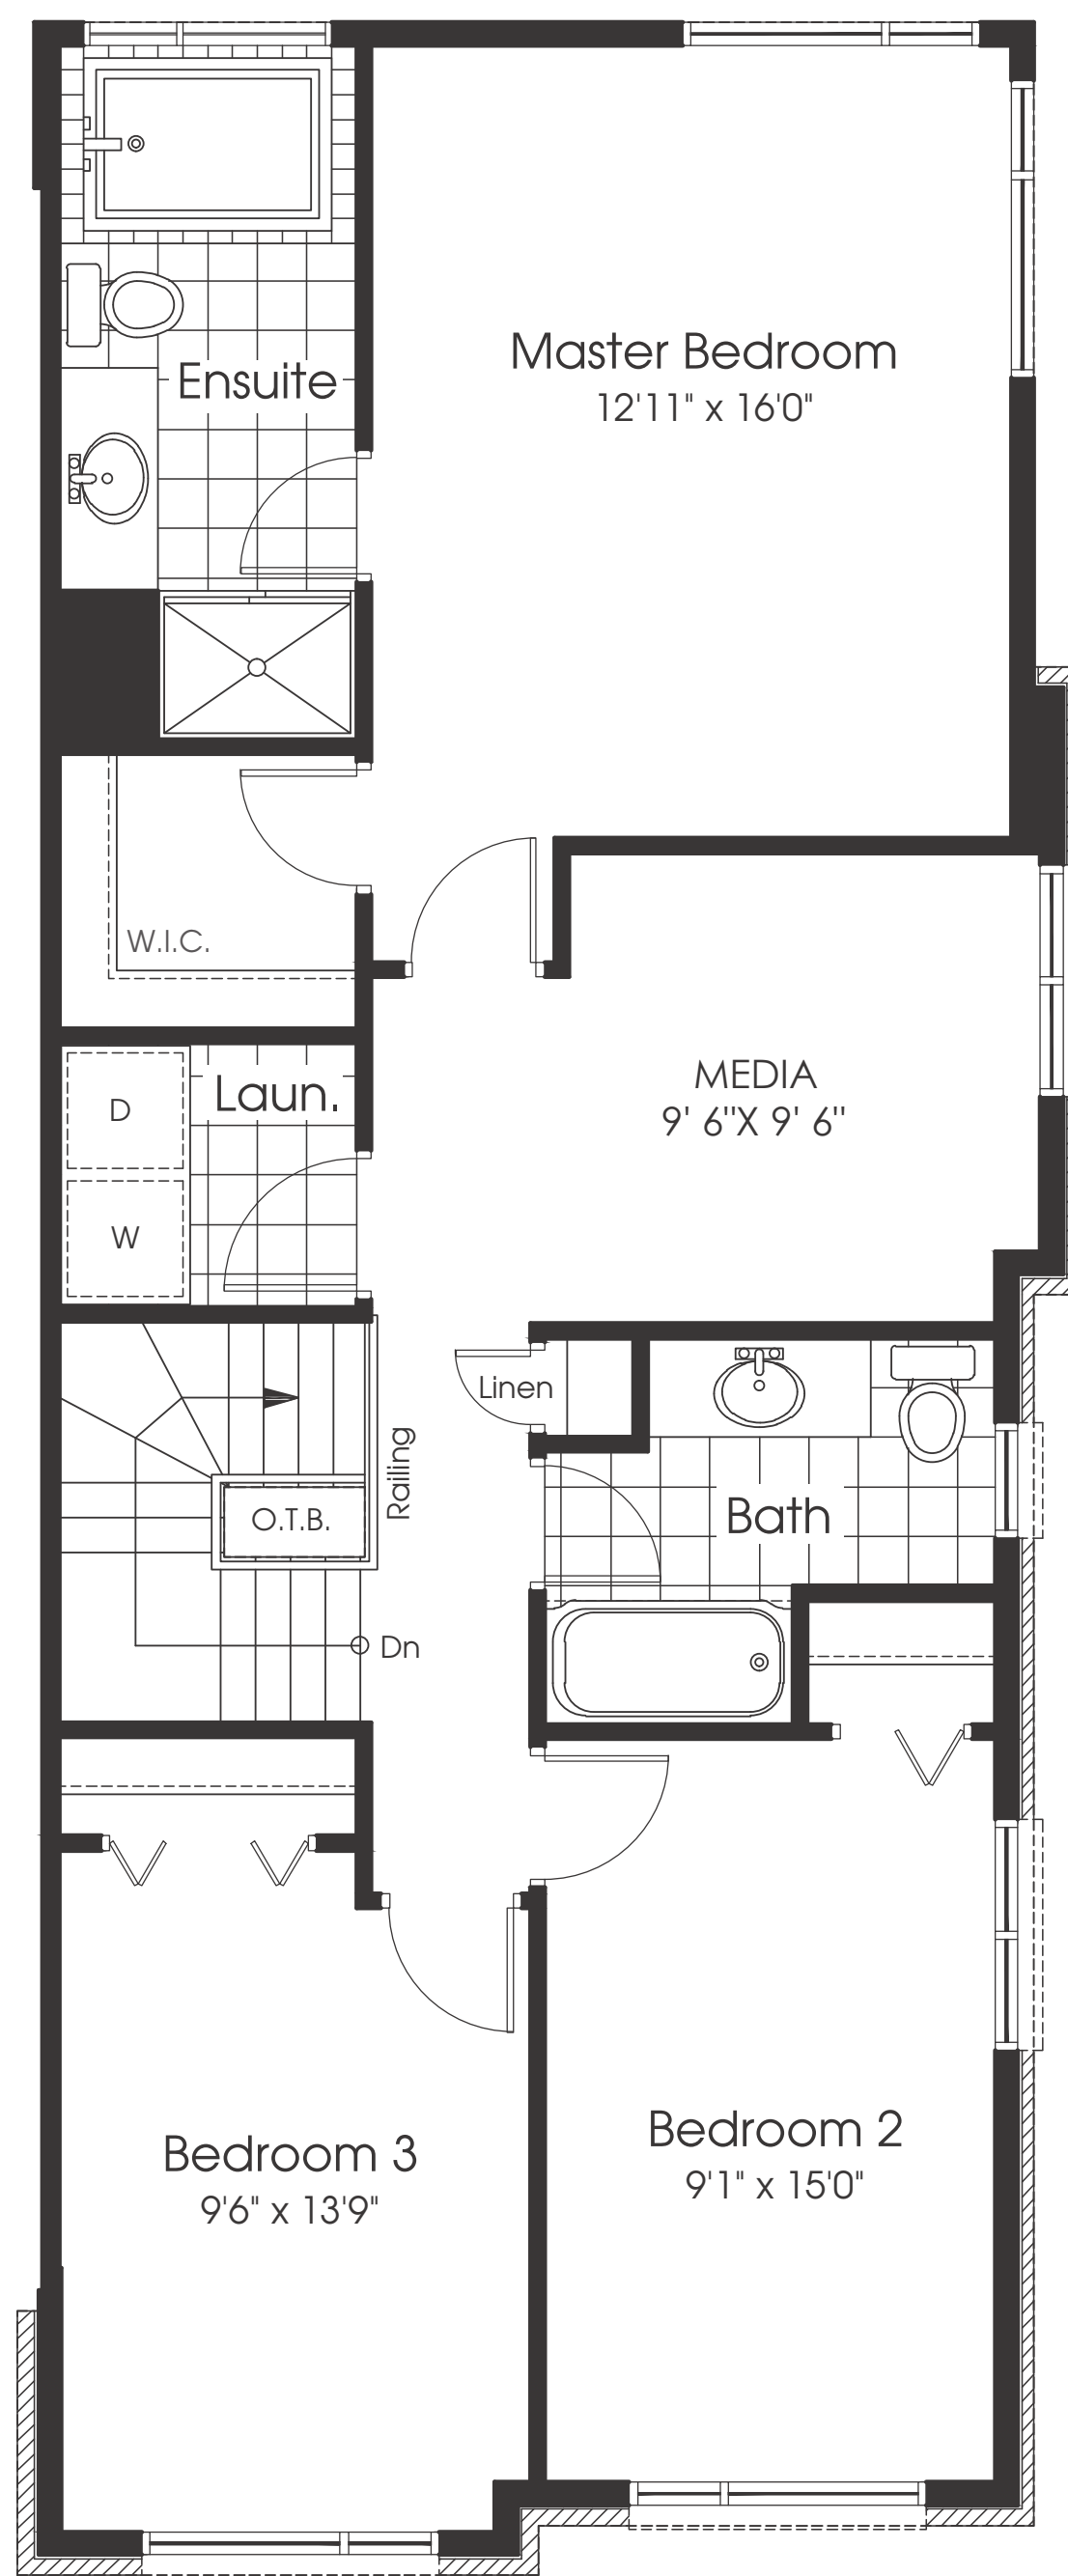 Master Bedroom
12'11" x 16'0"
Ensuite
W.I.C.
MEDIA
9' 6"X 9' 6"
Laun.
D
W
Linen
Railing
O.T.B.
Bath
Dn
Bedroom 2
9'1" x 15'0"
Bedroom 3
9'6" x 13'9"